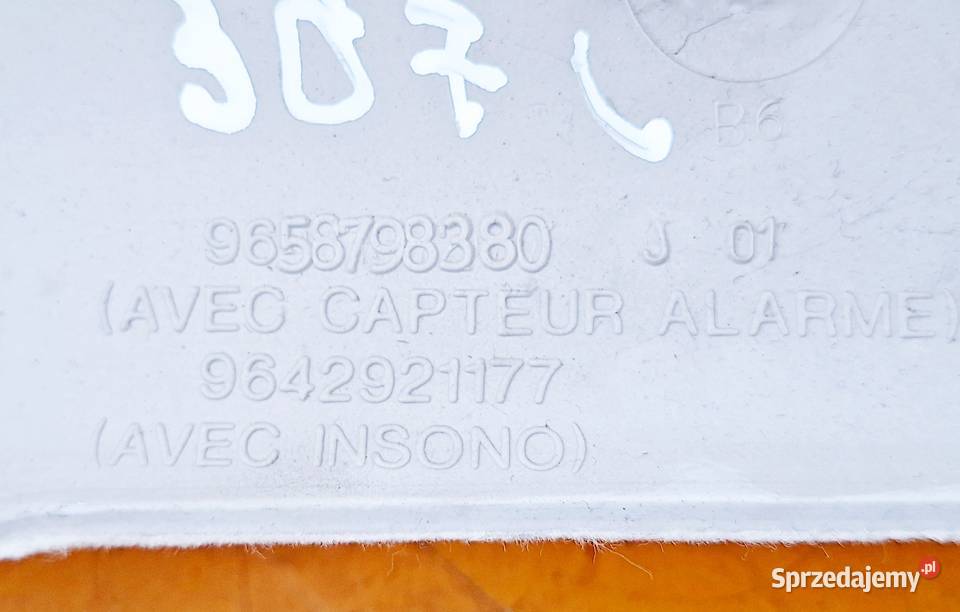 307
B6
9658798380 J 01
(AVEC CAPTEUR ALARME)
9642921177
(AVEC INSONO)
Sprzedajemy.pl